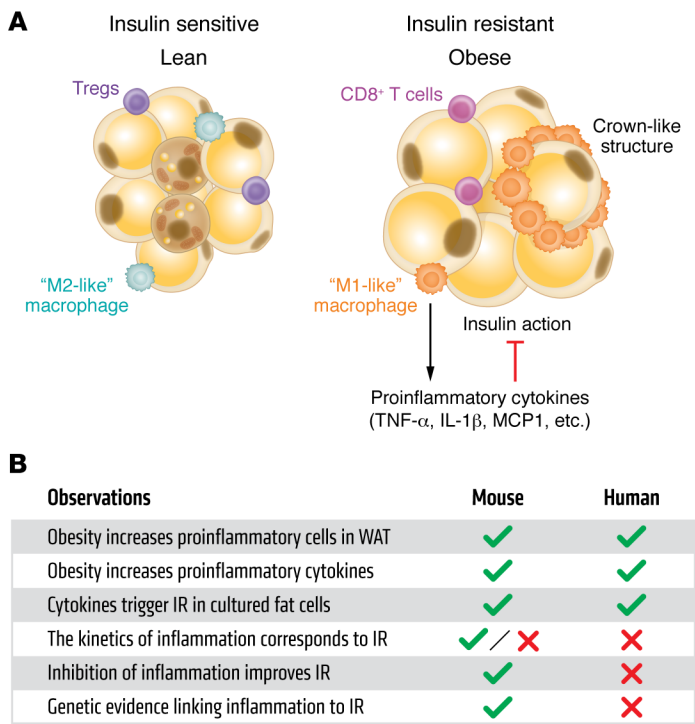 A
Insulin sensitive
Lean
Tregs
“M2-like”
macrophage
Insulin resistant
Obese
CD8+ T cells
Crown-like
structure
“M1-like”
macrophage
Insulin action
Proinflammatory cytokines
(TNF-α, IL-1β, MCP1, etc.)
B
Observations Mouse Human
Obesity increases proinflammatory cells in WAT
Obesity increases proinflammatory cytokines
Cytokines trigger IR in cultured fat cells
The kinetics of inflammation corresponds to IR /
Inhibition of inflammation improves IR
Genetic evidence linking inflammation to IR